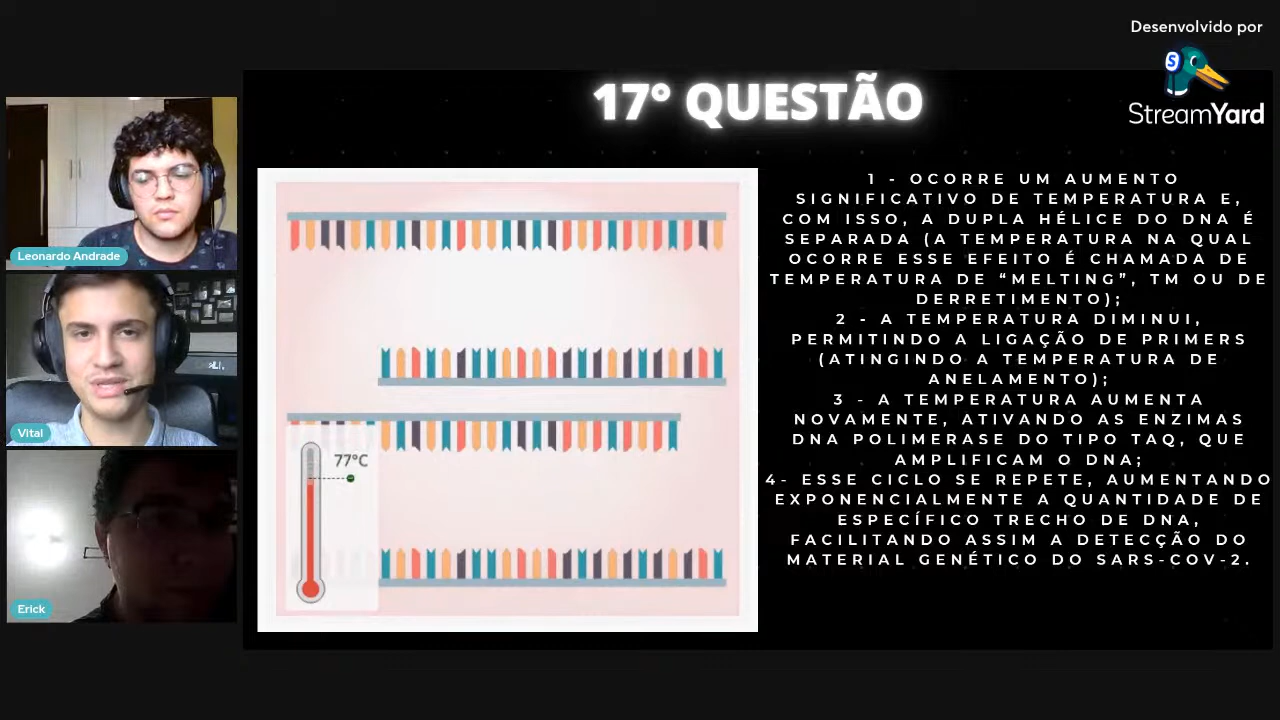 Desenvolvido por
StreamYard
17° QUESTÃO
1 - OCORRE UM AUMENTO
SIGNIFICATIVO DE TEMPERATURA E,
COM ISSO, A DUPLA HÉLICE DO DNA É
SEPARADA (A TEMPERATURA NA QUAL
OCORRE ESSE EFEITO É CHAMADA DE
TEMPERATURA DE “MELTING”, TM OU DE
DERRETIMENTO);
2 - A TEMPERATURA DIMINUI,
PERMITINDO A LIGAÇÃO DE PRIMERS
(ATINGINDO A TEMPERATURA DE
ANELAMENTO);
3 - A TEMPERATURA AUMENTA
NOVAMENTE, ATIVANDO AS ENZIMAS
DNA POLIMERASE DO TIPO TAQ, QUE
AMPLIFICAM O DNA;
4- ESSE CICLO SE REPETE, AUMENTANDO
EXPONENCIALMENTE A QUANTIDADE DE
ESPECÍFICO TRECHO DE DNA,
FACILITANDO ASSIM A DETECÇÃO DO
MATERIAL GENÉTICO DO SARS-COV-2.
77°C
Leonardo Andrade
Vital
Erick